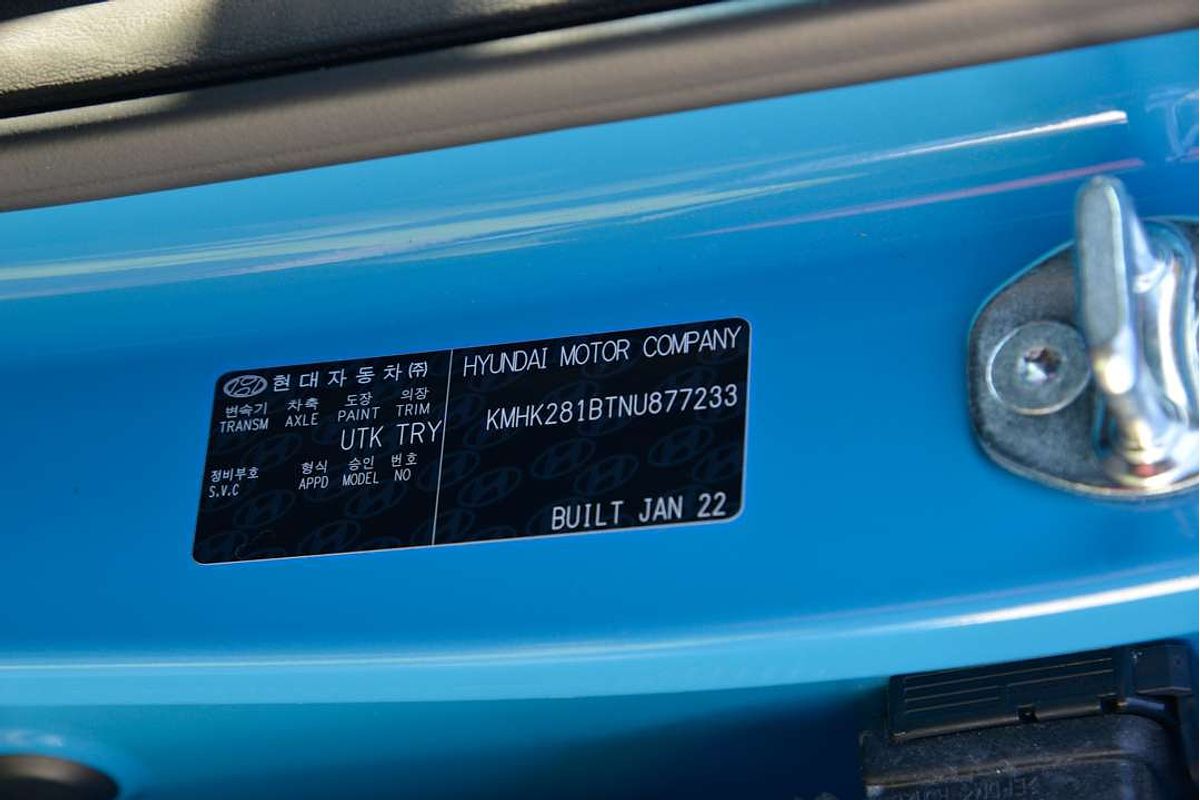 현대자동차㈜
변속기 차축 도장 의장
TRANSM AXLE PAINT TRIM
UTK TRY
정비부호 형식 승인 번호
S.V.C APPD MODEL NO
HYUNDAI MOTOR COMPANY
KMHK281BTNU877233
BUILT JAN 22